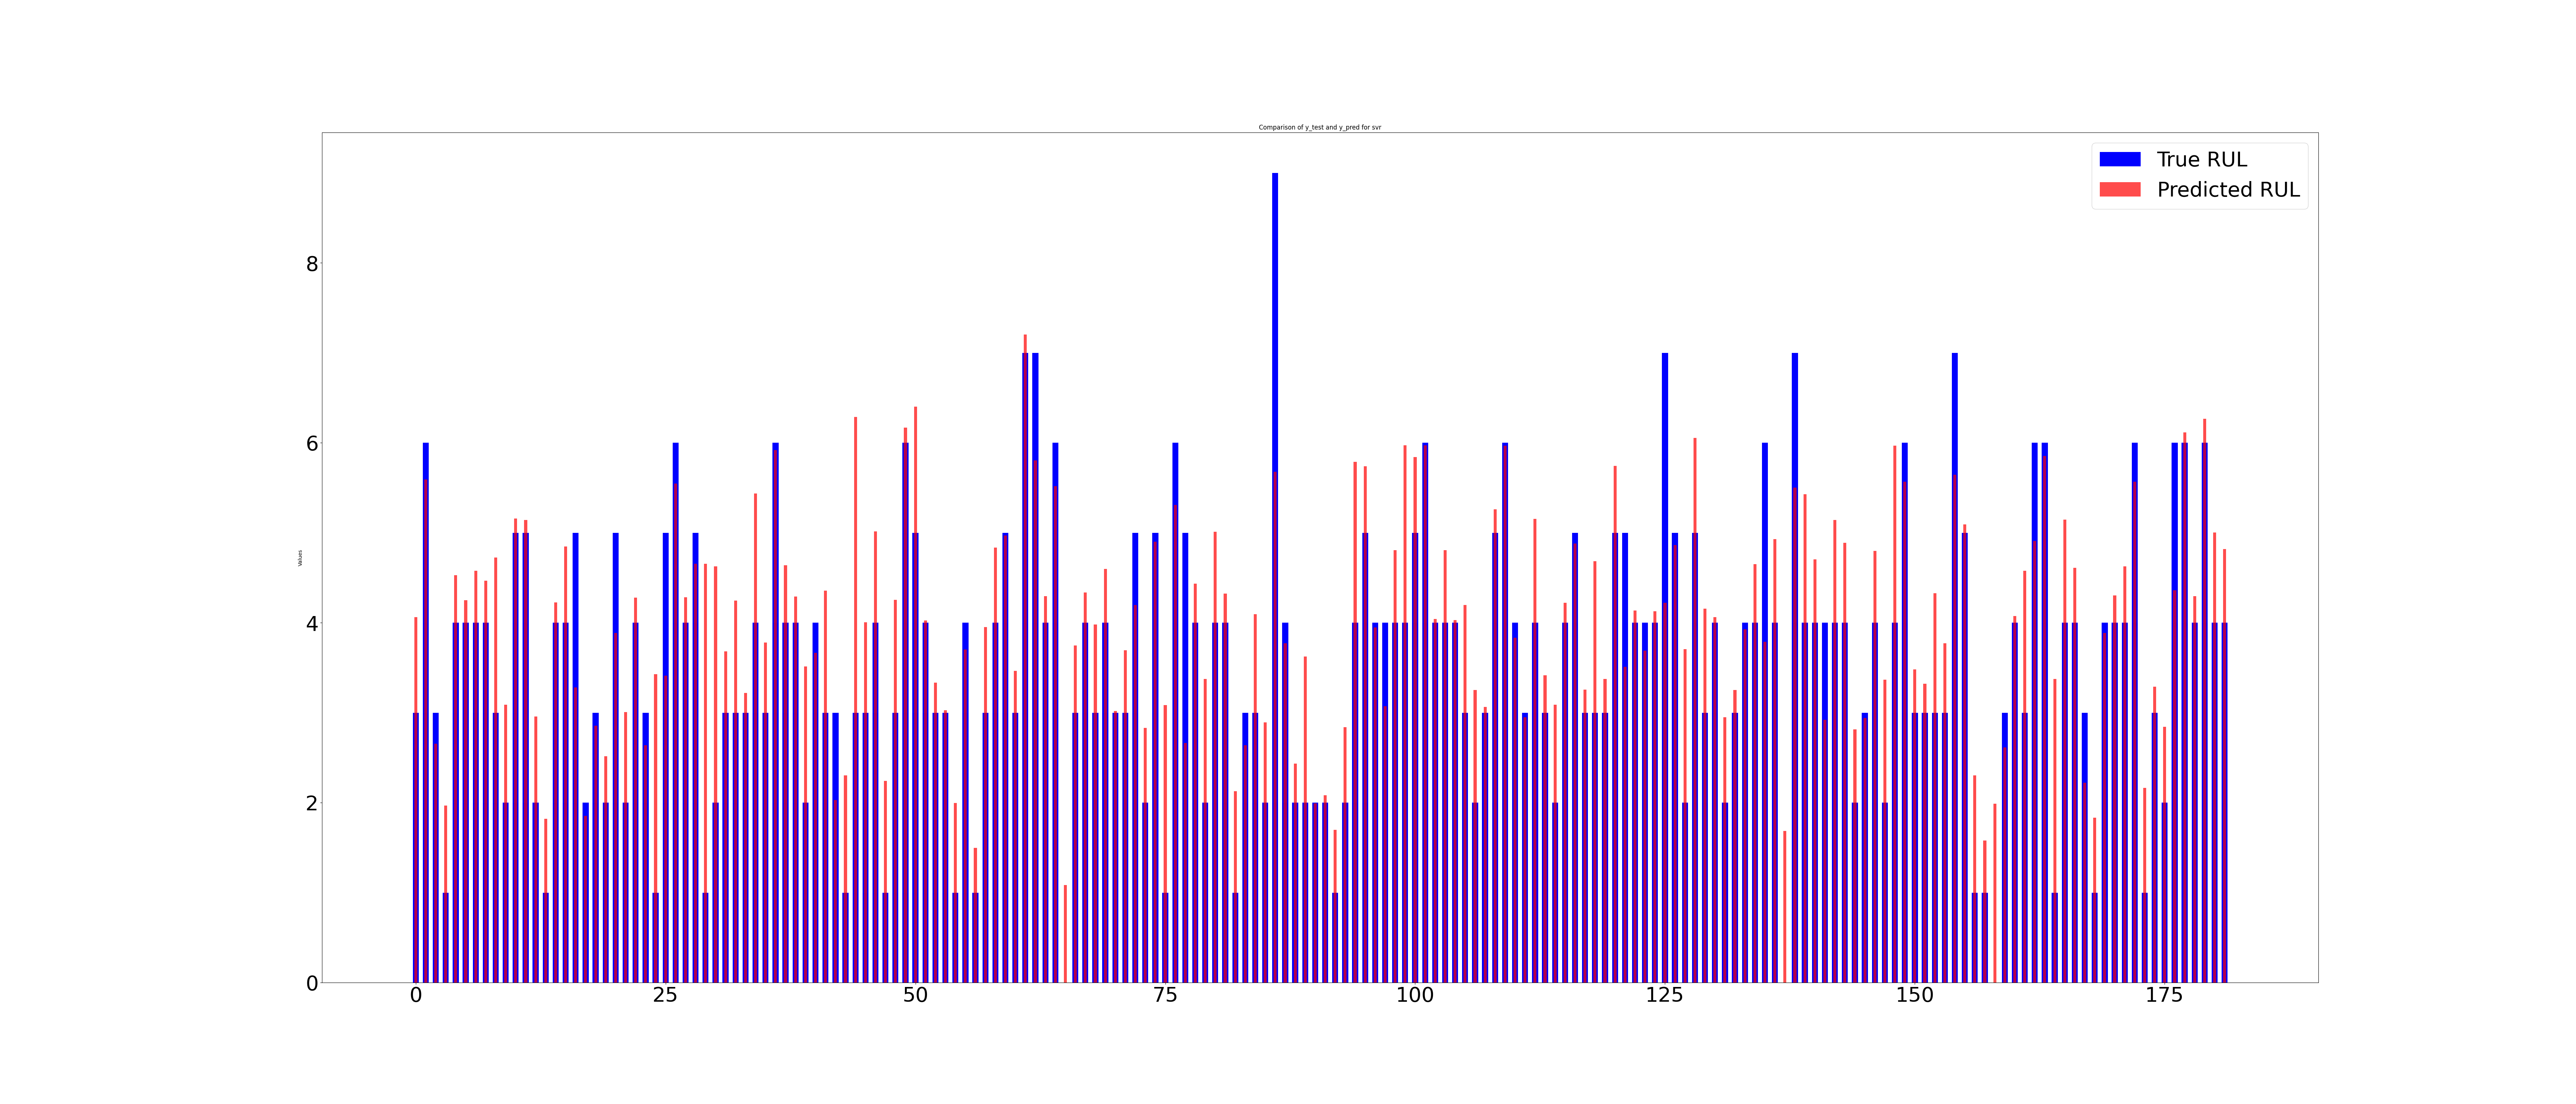 Comparison of y_test and y_pred for svr
True RUL
Predicted RUL
Values
8
6
4
2
0
0 25 50 75 100 125 150 175